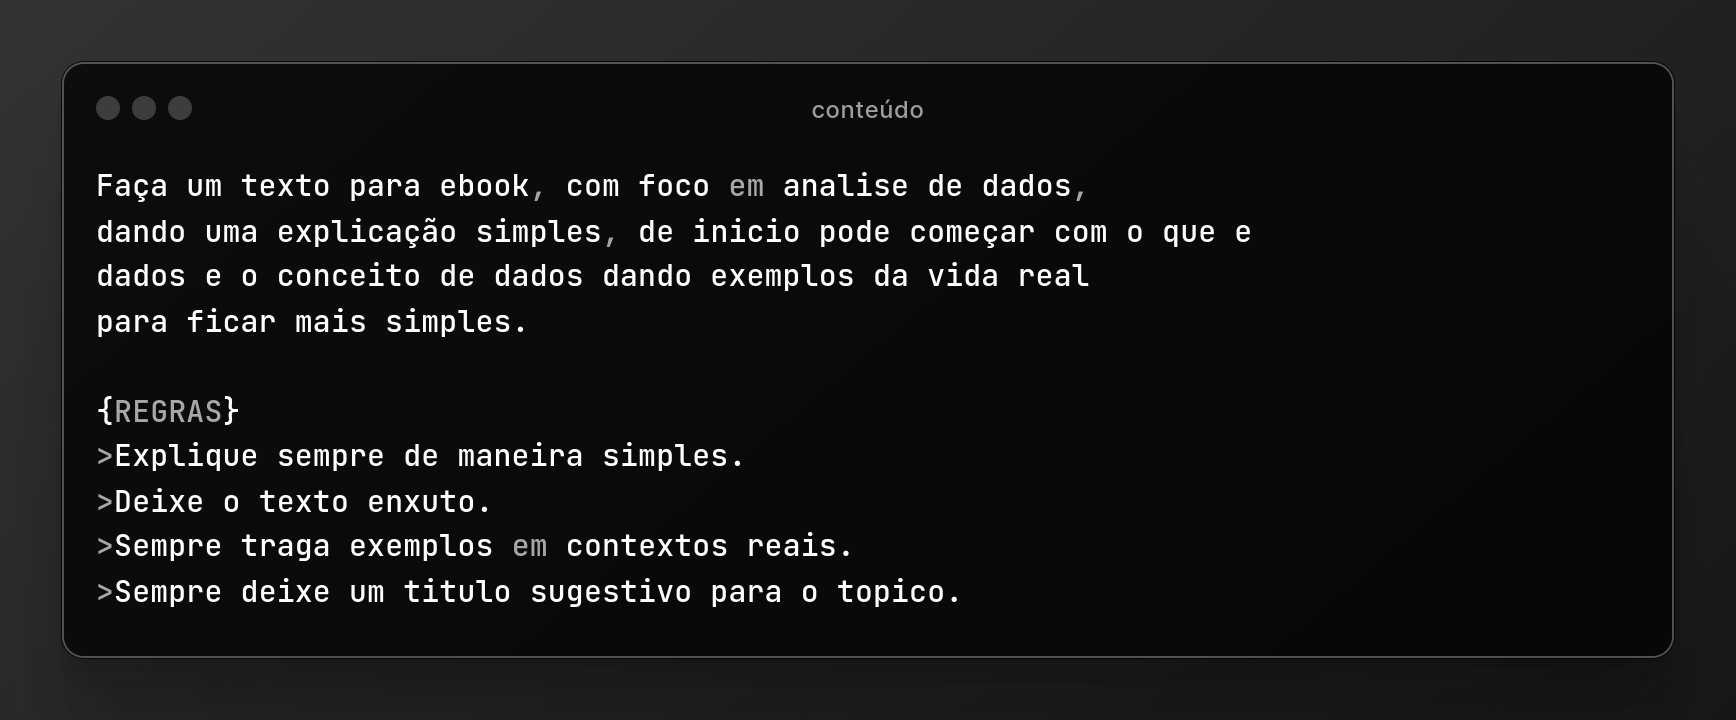 conteúdo
Faça um texto para ebook, com foco em analise de dados,
dando uma explicação simples, de inicio pode começar com o que e
dados e o conceito de dados dando exemplos da vida real
para ficar mais simples.
{REGRAS}
>Explique sempre de maneira simples.
>Deixe o texto enxuto.
>Sempre traga exemplos em contextos reais.
>Sempre deixe um titulo sugestivo para o topico.